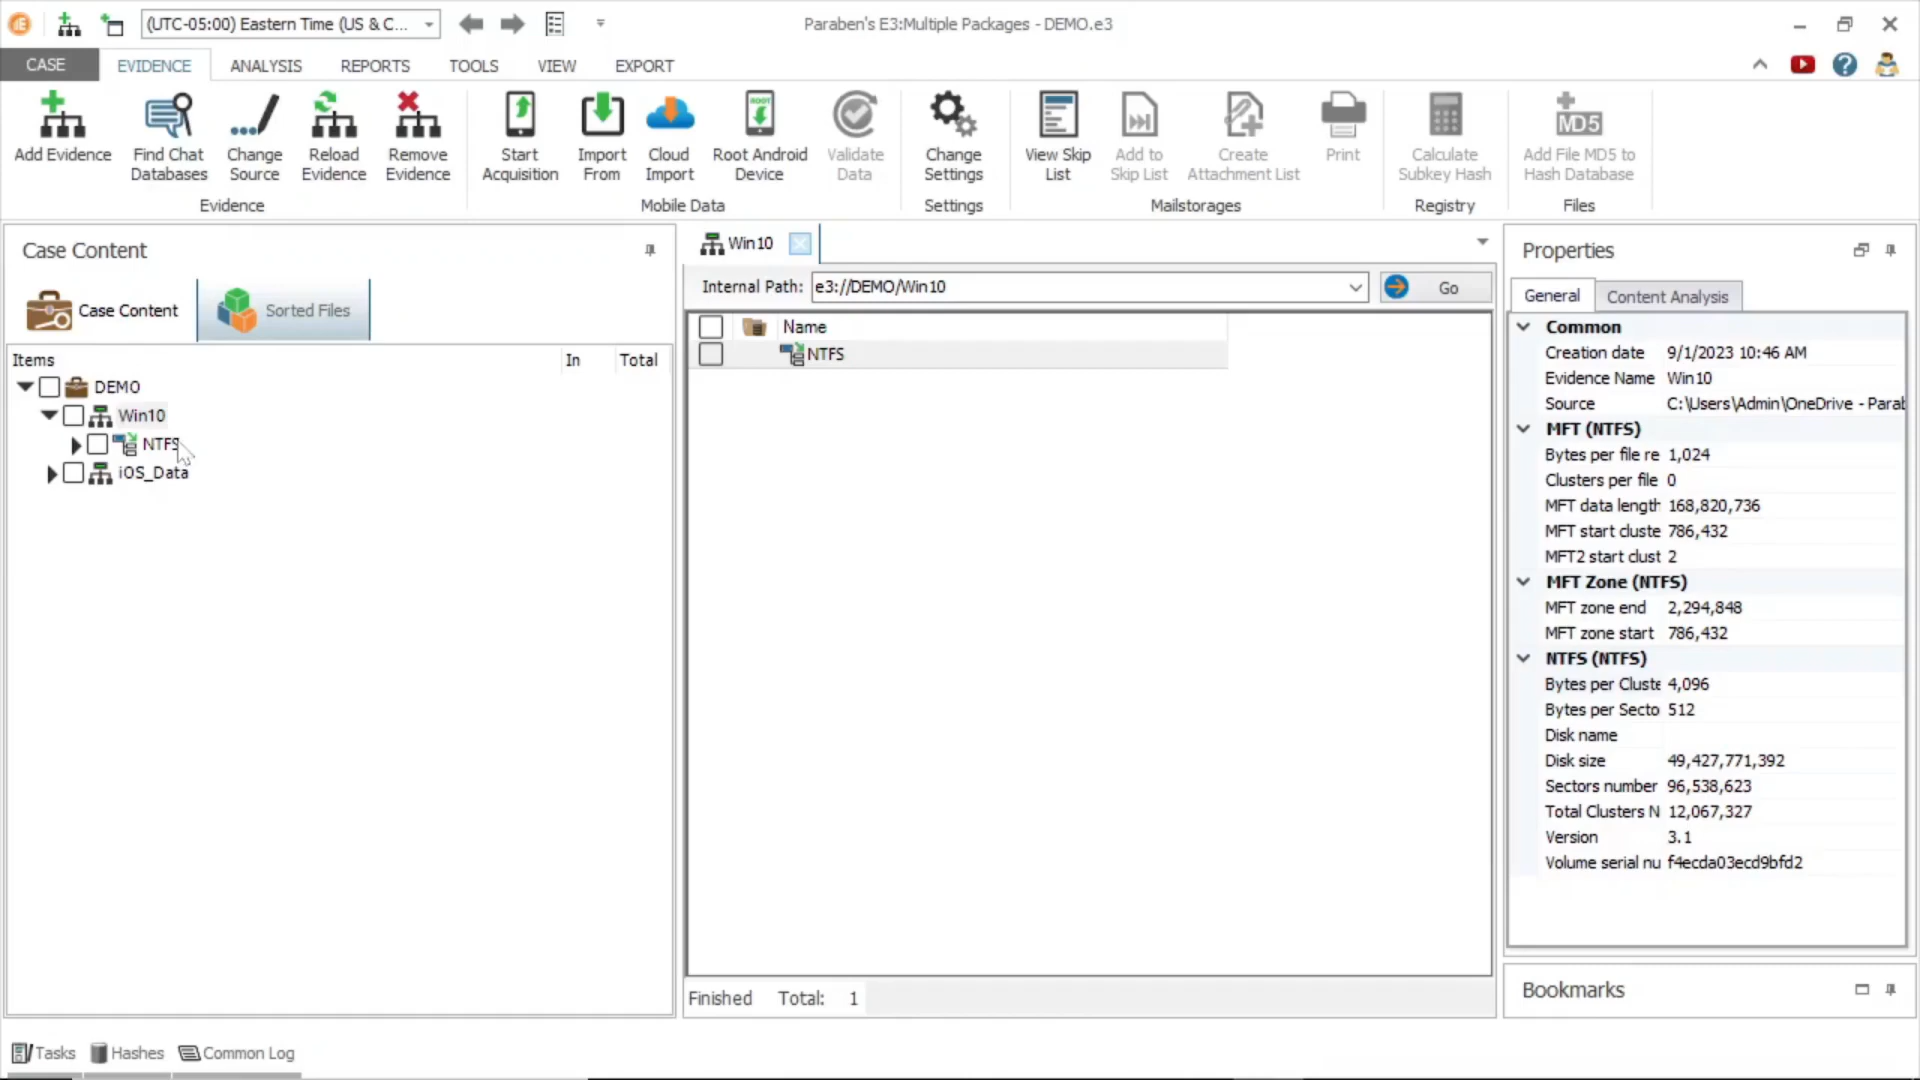 (UTC-05:00) Eastern Time (US & C...
Paraben's E3:Multiple Packages - DEMO.e3
CASE EVIDENCE ANALYSIS REPORTS TOOLS VIEW EXPORT
Add Evidence
Find Chat Databases
Change Source
Reload Evidence
Remove Evidence
Start Acquisition
Import From
Cloud Import
ROOT
Root Android Device
Validate Data
Change Settings
View Skip List
Add to Skip List
Create Attachment List
Print
Calculate Subkey Hash
MD5
Add File MD5 to Hash Database
Evidence Mobile Data Settings Mailstorages Registry Files
Case Content
Case Content Sorted Files
Items In Total
DEMO
Win10
NTFS
iOS_Data
Win10
Internal Path: e3://DEMO/Win10 Go
Name
NTFS
Finished Total: 1
Properties
General Content Analysis
Common
Creation date 9/1/2023 10:46 AM
Evidence Name Win10
Source C:\Users\Admin\OneDrive - Parab
MFT (NTFS)
Bytes per file re 1,024
Clusters per file 0
MFT data length 168,820,736
MFT start cluste 786,432
MFT2 start clust 2
MFT Zone (NTFS)
MFT zone end 2,294,848
MFT zone start 786,432
NTFS (NTFS)
Bytes per Cluste 4,096
Bytes per Secto 512
Disk name
Disk size 49,427,771,392
Sectors number 96,538,623
Total Clusters N 12,067,327
Version 3.1
Volume serial nu f4ecda03ecd9bfd2
Bookmarks
Tasks Hashes Common Log